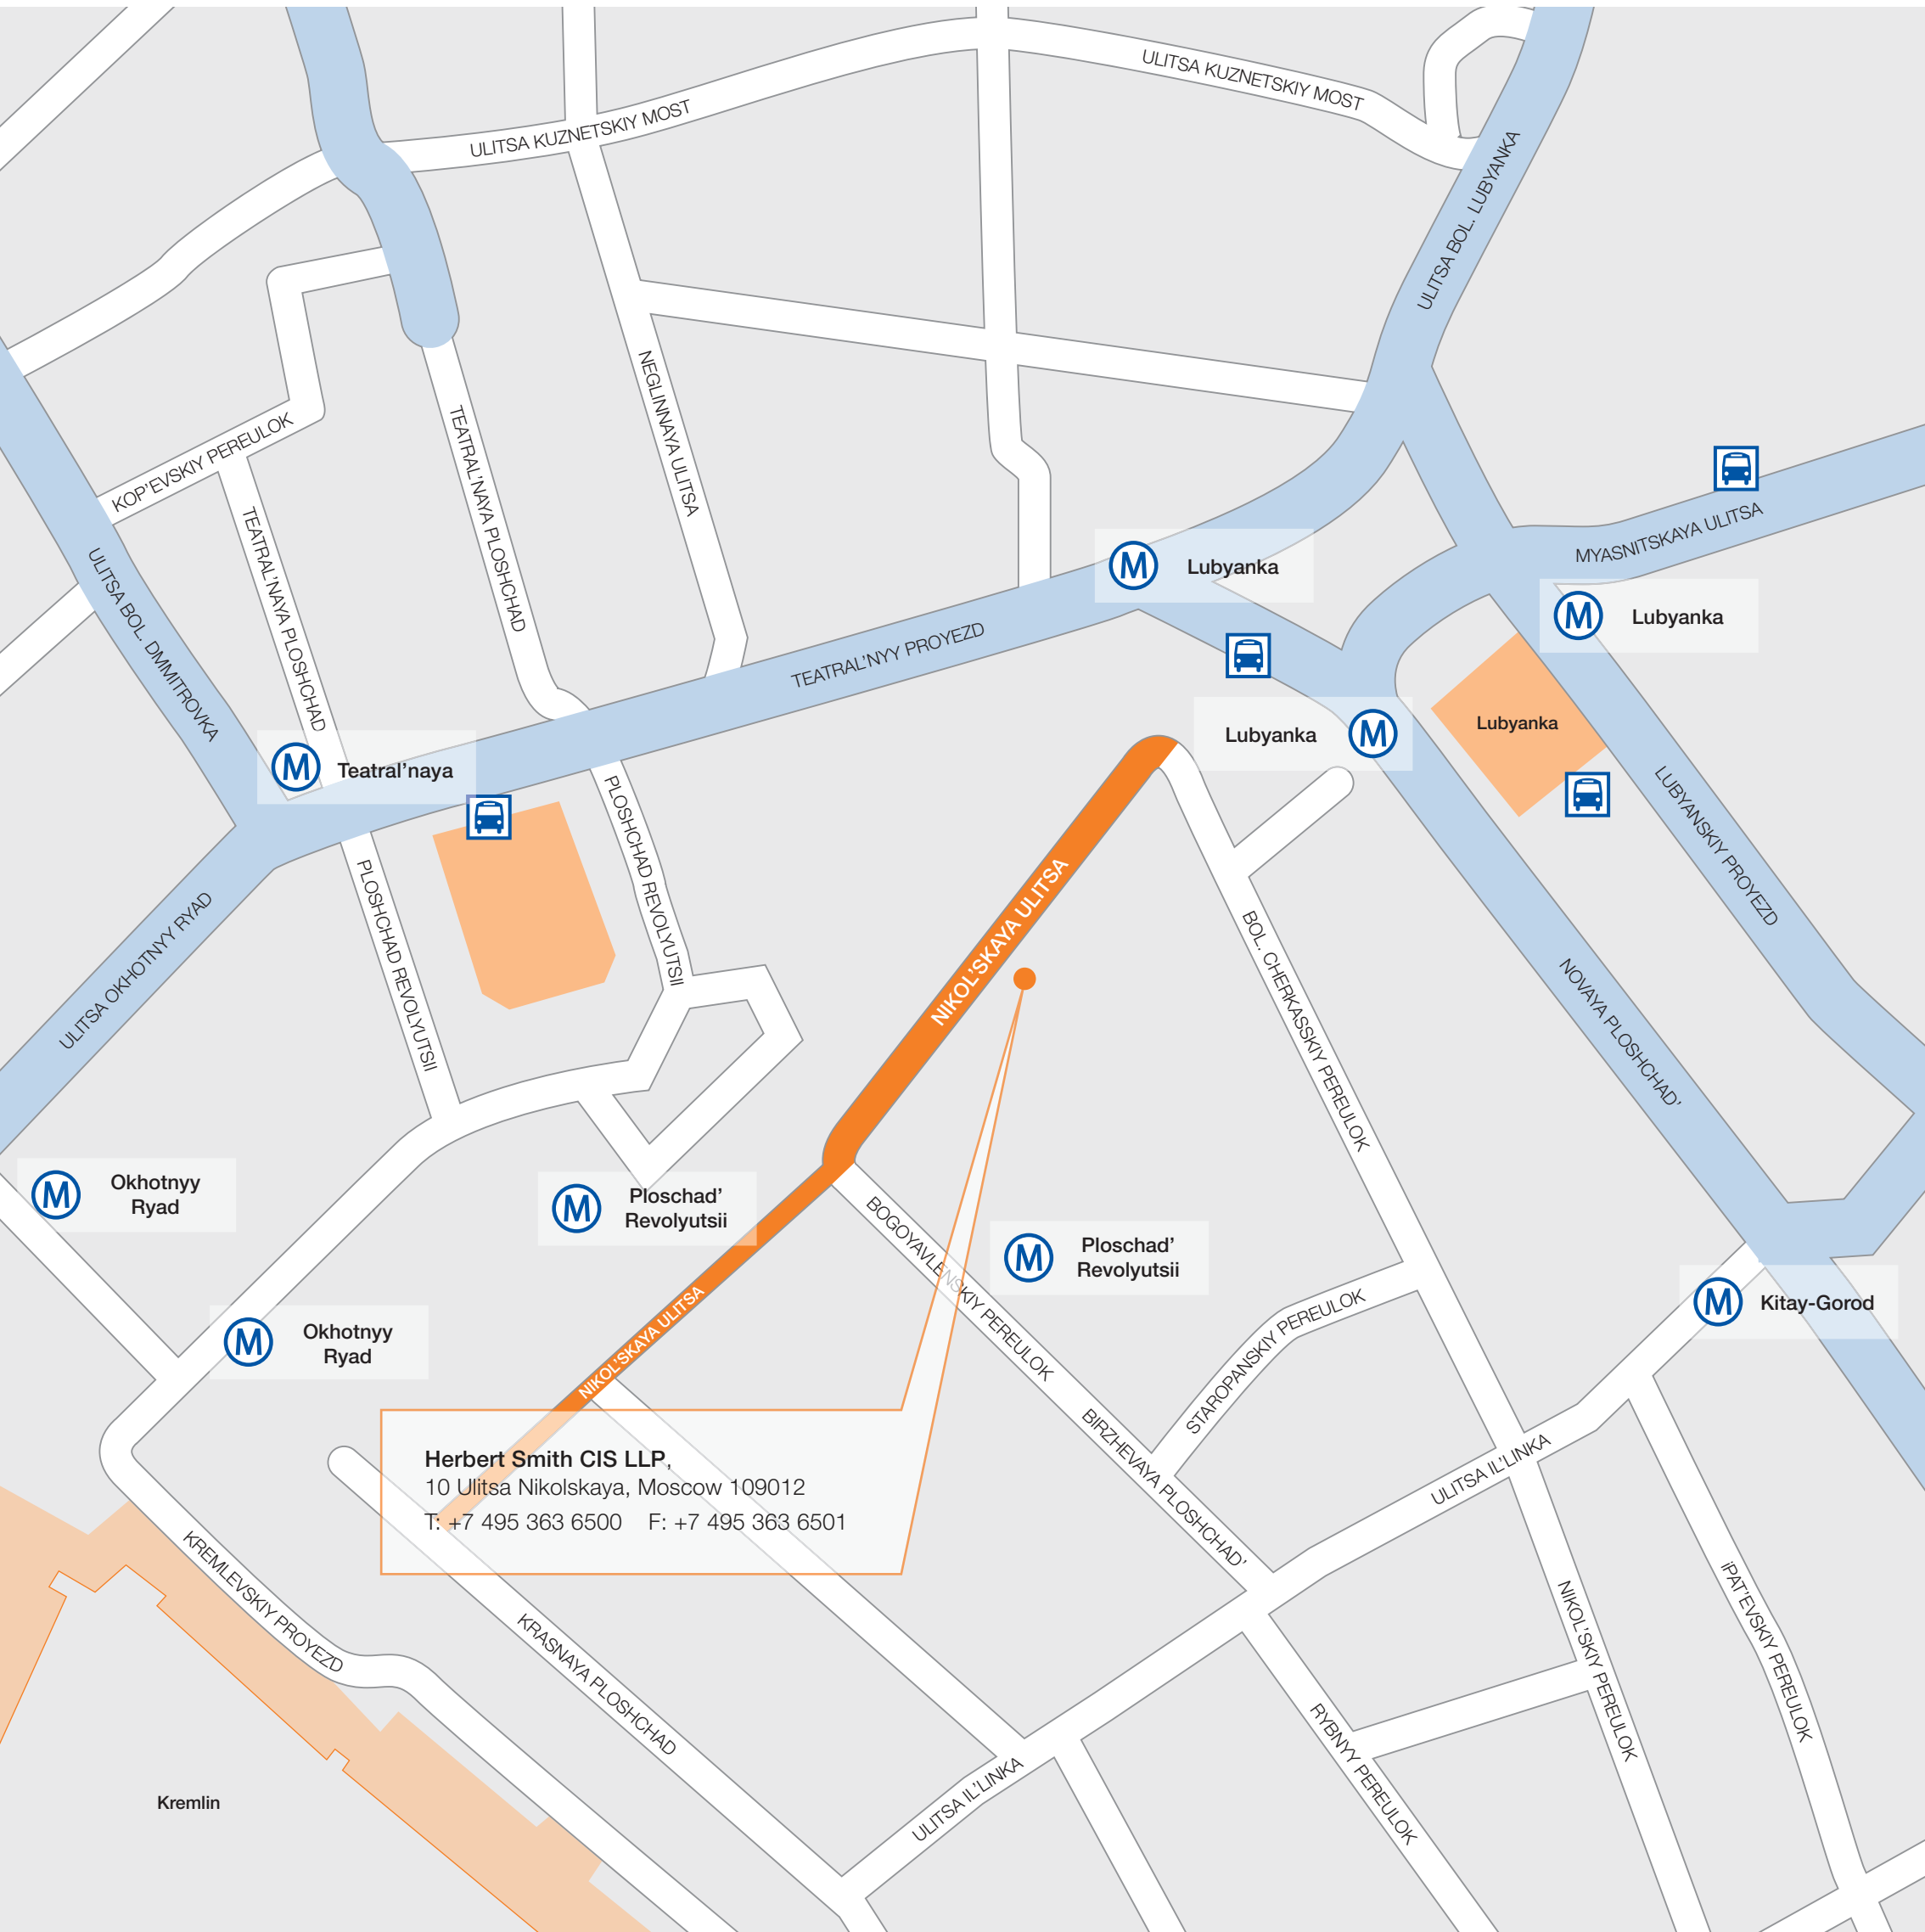 ULITSA KUZNETSKIY MOST
ULITSA KUZNETSKIY MOST
ULITSA BOL. LUBYANKA
NEGLINNAYA ULITSA
TEATRAL'NAYA PLOSHCHAD
KOP'EVSKIY PEREULOK
TEATRAL'NAYA PLOSHCHAD
ULITSA BOL. DMMITROVKA
MYASNITSKAYA ULITSA
M Lubyanka
M Lubyanka
TEATRAL'NYY PROYEZD
Lubyanka M
Lubyanka
M Teatral'naya
LUBYANSKIY PROYEZD
PLOSHCHAD REVOLYUTSII
PLOSHCHAD REVOLYUTSII
ULITSA OKHOTNYY RYAD
NIKOL'SKAYA ULITSA
BOL. CHERKASSKIY PEREULOK
NOVAYA PLOSHCHAD'
M Okhotnyy
Ryad
M Ploschad'
Revolyutsii
M Ploschad'
Revolyutsii
BOGOYAVLENSKIY PEREULOK
M Kitay-Gorod
M Okhotnyy
Ryad
NIKOL'SKAYA ULITSA
STAROPANSKIY PEREULOK
BIRZHEVAYA PLOSHCHAD'
ULITSA IL'LINKA
Herbert Smith CIS LLP,
10 Ulitsa Nikolskaya, Moscow 109012
T: +7 495 363 6500 F: +7 495 363 6501
KREMLEVSKIY PROYEZD
KRASNAYA PLOSHCHAD
NIKOL'SKIY PEREULOK
iPAT'EVSKIY PEREULOK
RYBNYY PEREULOK
ULITSA IL'LINKA
Kremlin